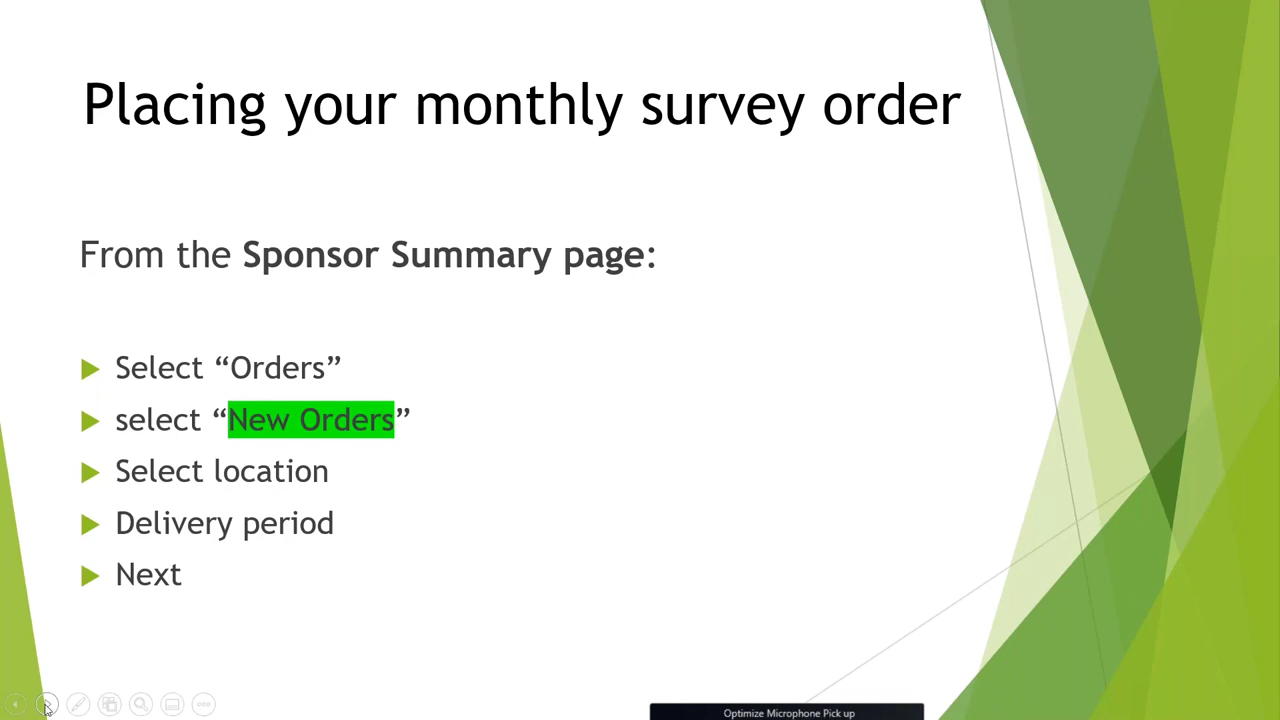 Placing your monthly survey order
From the Sponsor Summary page:
Select “Orders”
select “New Orders”
Select location
Delivery period
Next
Optimize Microphone Pick up